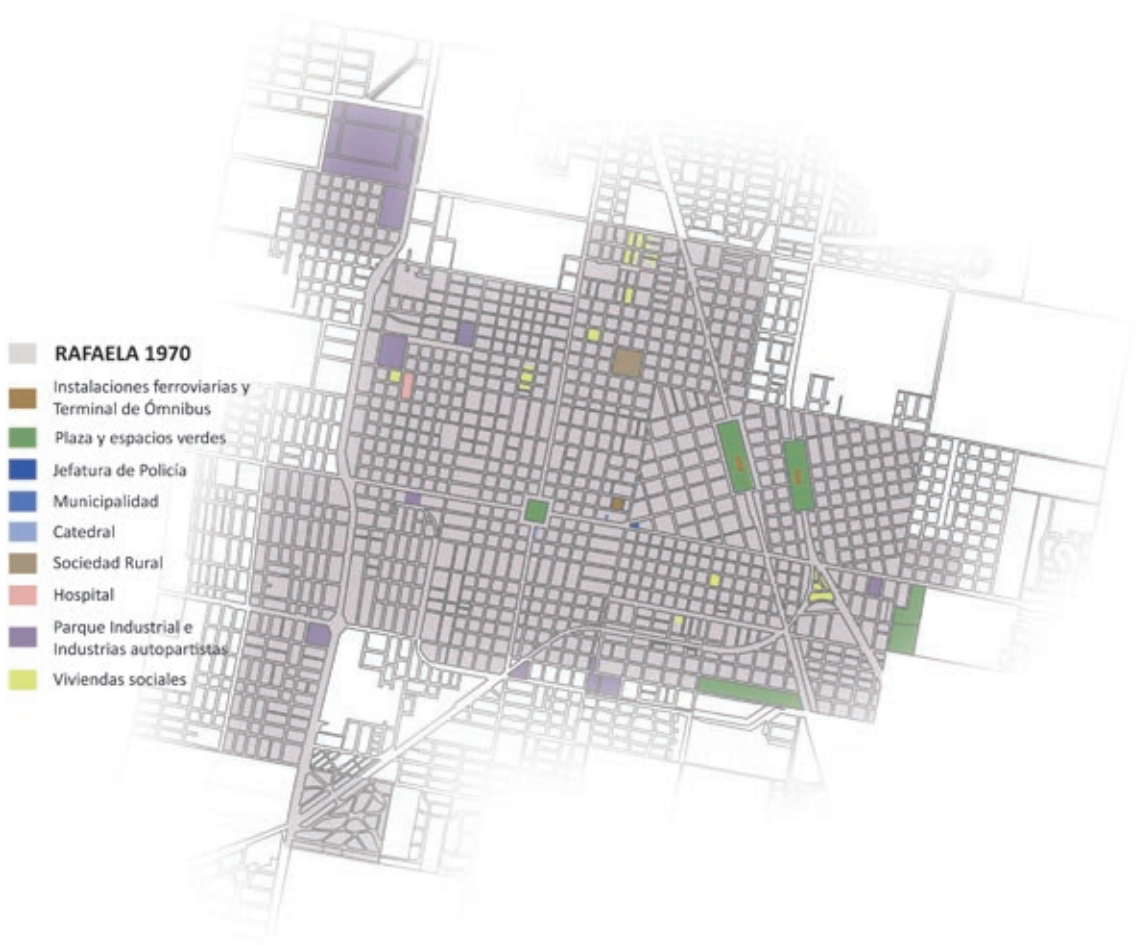 RAFAELA 1970
Instalaciones ferroviarias y
Terminal de Ómnibus
Plaza y espacios verdes
Jefatura de Policía
Municipalidad
Catedral
Sociedad Rural
Hospital
Parque Industrial e
Industrias autopartistas
Viviendas sociales